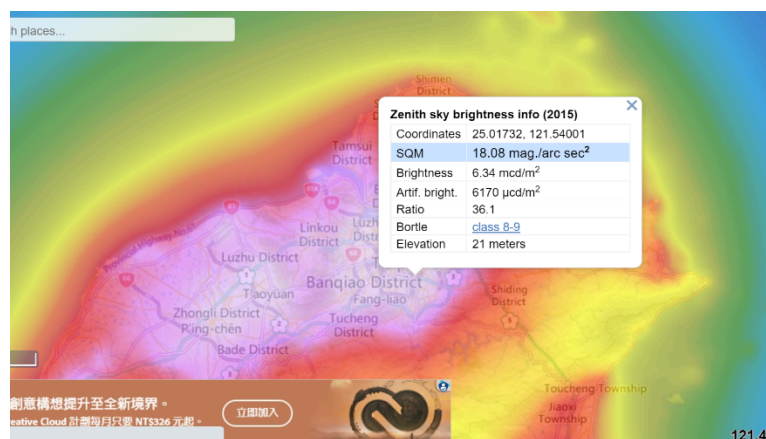 h places...
Zenith sky brightness info (2015)
Coordinates 25.01732, 121.54001
SQM 18.08 mag./arc sec²
Brightness 6.34 mcd/m²
Artif. bright. 6170 μcd/m²
Ratio 36.1
Bortle class 8-9
Elevation 21 meters
Shimen
District
Tamsui
District
Linkou
District
Luzhu District
Banqiao District
Fang-liao
Taoyüan
Zhongli District
P'ing-chén
Tucheng
District
Bade District
Shiding
District
Toucheng Township
Jiaoxi
Township
創意構想提升至全新境界。
eative Cloud 計劃每月只要 NT$326 元起。
立即加入
121.4